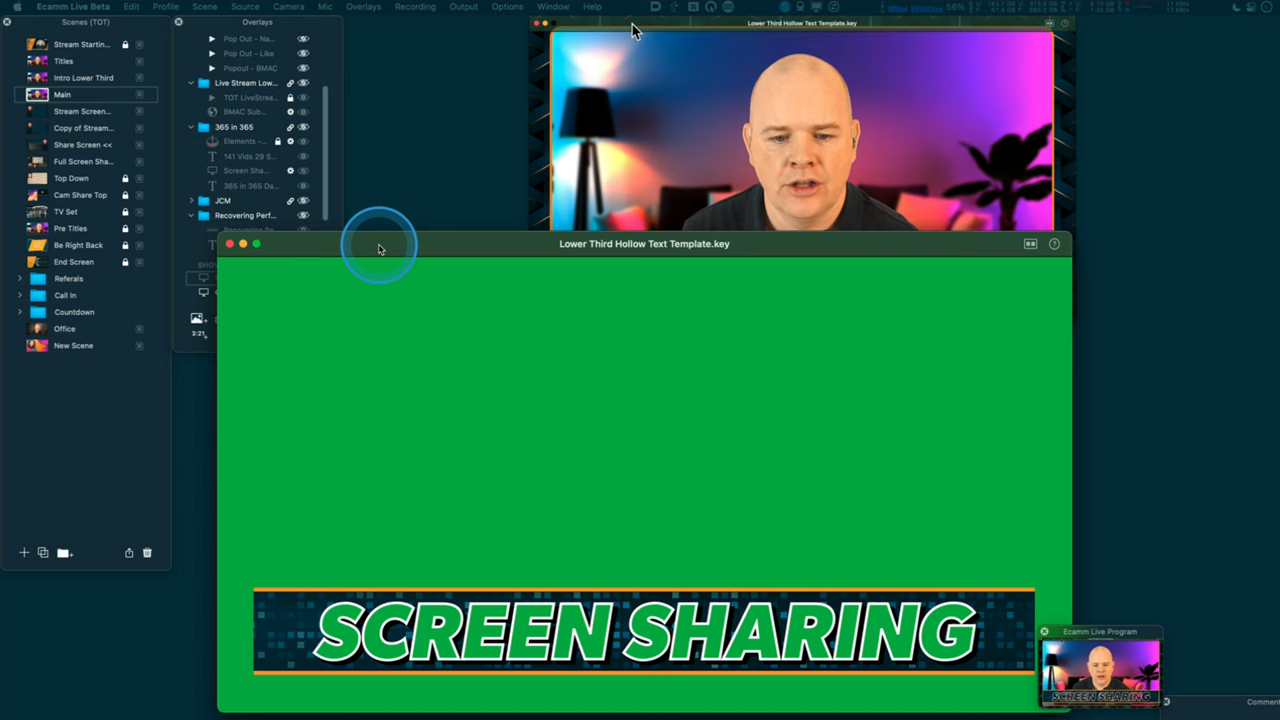 Ecamm Live Beta Edit Profile Scene Source Camera Mic Overlays Recording Output Options Window Help
56%
Scenes (TOT)
Stream Startin...
Titles
Intro Lower Third
Main
Stream Screen...
Copy of Stream...
Share Screen <<
Full Screen Sha...
Top Down
Cam Share Top
TV Set
Pre Titles
Be Right Back
End Screen
Referals
Call In
Countdown
Office
New Scene
Overlays
Pop Out - Na...
Pop Out - Like
Popout - BMAC
Live Stream Low...
TOT LiveStrea...
BMAC Sub...
365 in 365
Elements -...
141 Vids 29 S...
Screen Sha...
365 in 365 Da...
JCM
Recovering Perf...
3:21
Lower Third Hollow Text Template.key
Lower Third Hollow Text Template.key
SCREEN SHARING
Ecamm Live Program
SCREEN SHARING